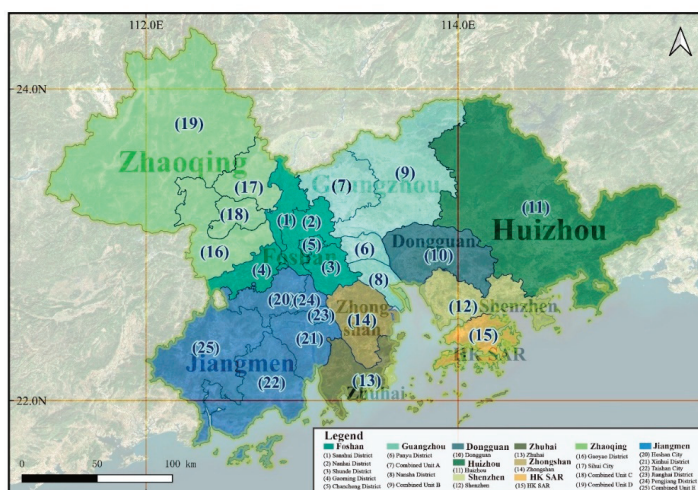 112.0E 114.0E
24.0N
(19)
Zhaoqing
(9)
Guangzhou
(7)
(17)
(18)
(1) (2)
(11)
Huizhou
(16)
(5)
Foshan
(6)
Dongguan
(10)
(4) (3)
(8)
(20) (24)
(23)
Zhong-
shan
(14)
(12) Shenzhen
(15)
HK SAR
(21)
(25)
Jiangmen
(22)
(13)
Zhuhai
22.0N
0 50 100 km
Legend
Foshan
(1) Sanshui District
(2) Nanhai District
(3) Shunde District
(4) Gaoming District
(5) Chancheng District
Guangzhou
(6) Panyu District
(7) Combined Unit A
(8) Nansha District
(9) Combined Unit B
Dongguan
(10) Dongguan
Huizhou
(11) Huizhou
Shenzhen
(12) Shenzhen
Zhuhai
(13) Zhuhai
Zhongshan
(14) Zhongshan
HK SAR
(15) HK SAR
Zhaoqing
(16) Gaoyao District
(17) Sihui City
(18) Combined Unit C
(19) Combined Unit D
Jiangmen
(20) Heshan City
(21) Xinhui District
(22) Taishan City
(23) Jianghai District
(24) Pengjiang District
(25) Combined Unit E